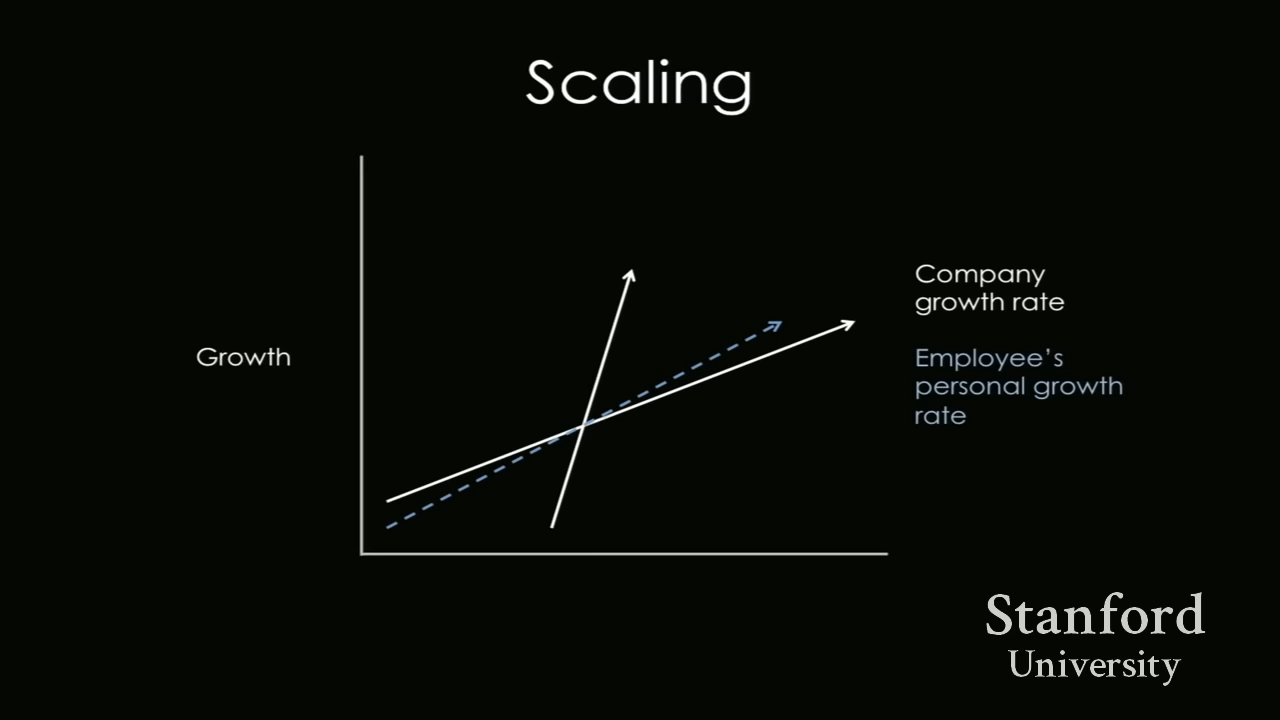 Scaling
Growth
Company
growth rate
Employee's
personal growth
rate
Stanford
University